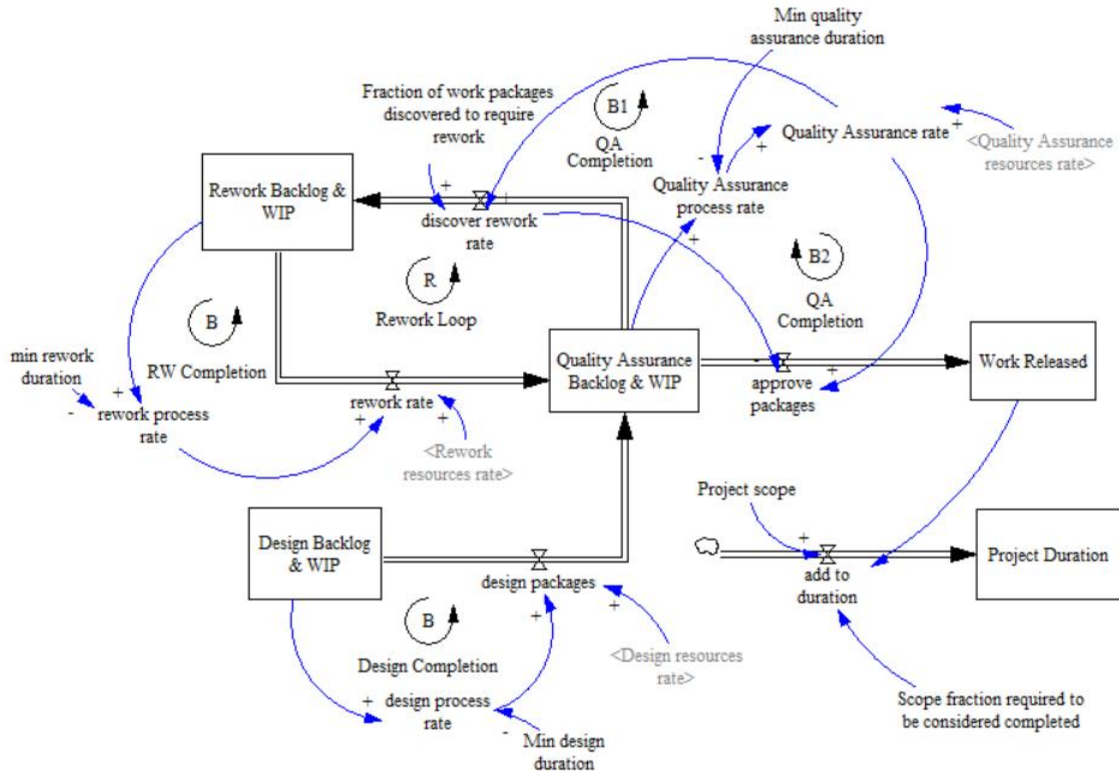 Min quality
assurance duration
Fraction of work packages
discovered to require
rework
B1
QA
Completion
Quality Assurance rate
+
<Quality Assurance
resources rate>
+
-
Quality Assurance
process rate
+
Rework Backlog &
WIP
+
+
discover rework
rate
B2
QA
Completion
R
Rework Loop
B
RW Completion
Quality Assurance
Backlog & WIP
-
approve
packages
+
Work Released
min rework
duration
-
+
rework process
rate
rework rate
+
+
<Rework
resources rate>
Project scope
+
add to
duration
Project Duration
Design Backlog
& WIP
design packages
+
+
B
Design Completion
<Design resources
rate>
+
design process
rate
-
Min design
duration
Scope fraction required to
be considered completed